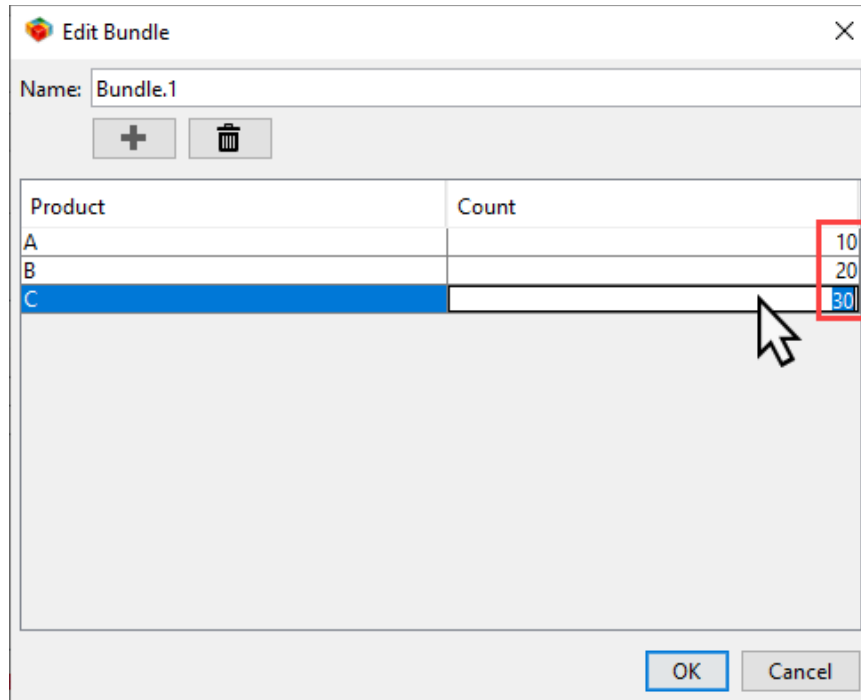 Edit Bundle
Name: Bundle.1
Product Count
A 10
B 20
C 30
OK Cancel